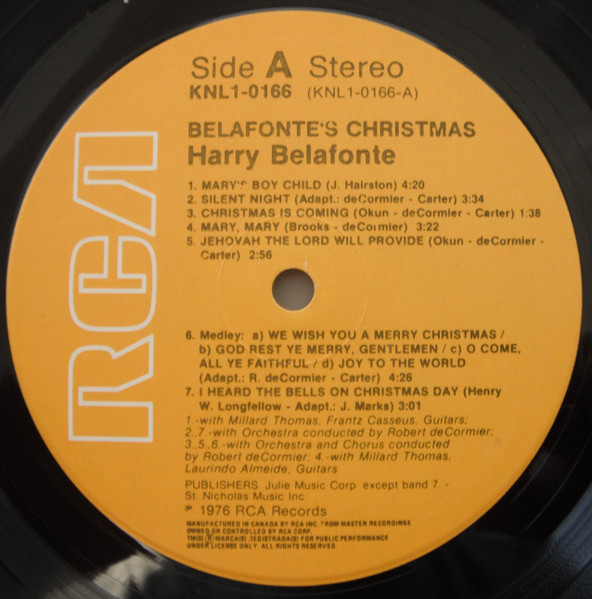 RCA
Side A Stereo
KNL1-0166 (KNL1-0166-A)
BELAFONTE'S CHRISTMAS
Harry Belafonte
1. MARY'S BOY CHILD (J. Hairston) 4:20
2. SILENT NIGHT (Adapt.: deCormier - Carter) 3:34
3. CHRISTMAS IS COMING (Okun - deCormier - Carter) 1:38
4. MARY, MARY (Brooks - deCormier) 3:22
5. JEHOVAH THE LORD WILL PROVIDE (Okun - deCormier -
Carter) 2:56
6. Medley: a) WE WISH YOU A MERRY CHRISTMAS /
b) GOD REST YE MERRY, GENTLEMEN / c) O COME,
ALL YE FAITHFUL / d) JOY TO THE WORLD
(Adapt.: R. deCormier - Carter) 4:26
7. I HEARD THE BELLS ON CHRISTMAS DAY (Henry
W. Longfellow - Adapt.: J. Marks) 3:01
1.-with Millard Thomas, Frantz Casseus, Guitars;
2.,7.-with Orchestra conducted by Robert deCormier;
3.,5.,6.-with Orchestra and Chorus conducted
by Robert deCormier; 4.-with Millard Thomas,
Laurindo Almeide, Guitars
PUBLISHERS Julie Music Corp except band 7. -
St. Nicholas Music Inc
℗ 1976 RCA Records
MANUFACTURED IN CANADA BY RCA INC. FROM MASTER RECORDINGS
OWNED OR CONTROLLED BY RCA CORP.
TM(S) ® MARCA(S) REGISTRADA(S) FOR PUBLIC PERFORMANCE
UNDER LICENSE ONLY. ALL RIGHTS RESERVED.